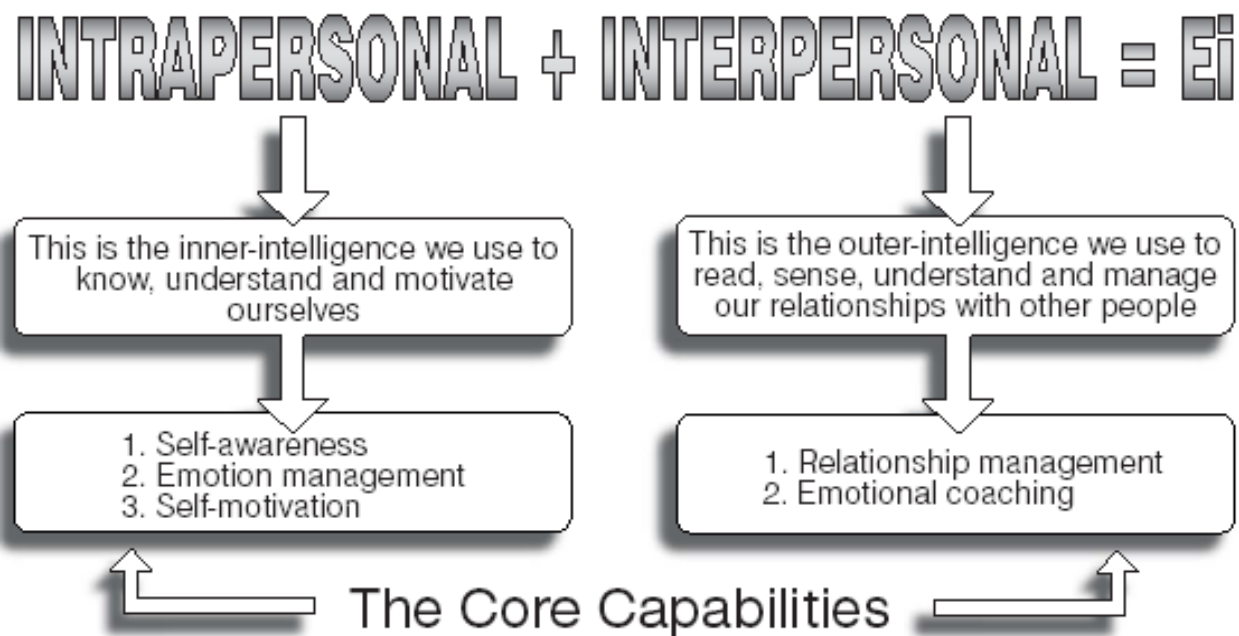 INTRAPERSONAL + INTERPERSONAL = Ei
This is the inner-intelligence we use to
know, understand and motivate
ourselves
This is the outer-intelligence we use to
read, sense, understand and manage
our relationships with other people
1. Self-awareness
2. Emotion management
3. Self-motivation
1. Relationship management
2. Emotional coaching
The Core Capabilities